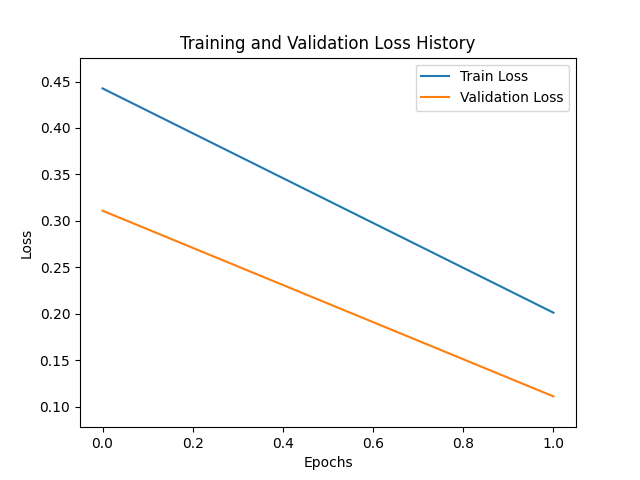 Training and Validation Loss History
Train Loss
Validation Loss
0.45
0.40
0.35
0.30
0.25
0.20
0.15
0.10
Loss
0.0 0.2 0.4 0.6 0.8 1.0
Epochs